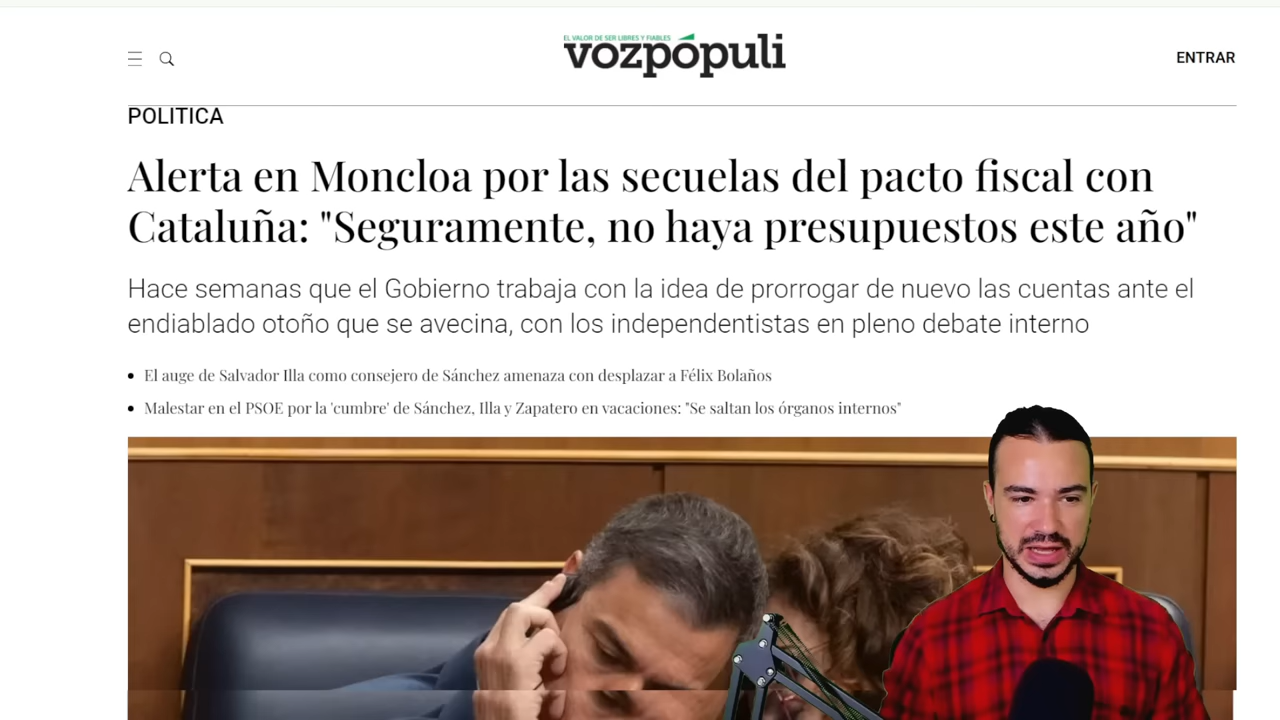 EL VALOR DE SER LIBRES Y FIABLES
vozpópuli
ENTRAR
POLITICA
Alerta en Moncloa por las secuelas del pacto fiscal con
Cataluña: "Seguramente, no haya presupuestos este año"
Hace semanas que el Gobierno trabaja con la idea de prorrogar de nuevo las cuentas ante el
endiablado otoño que se avecina, con los independentistas en pleno debate interno
El auge de Salvador Illa como consejero de Sánchez amenaza con desplazar a Félix Bolaños
Malestar en el PSOE por la 'cumbre' de Sánchez, Illa y Zapatero en vacaciones: "Se saltan los órganos internos"